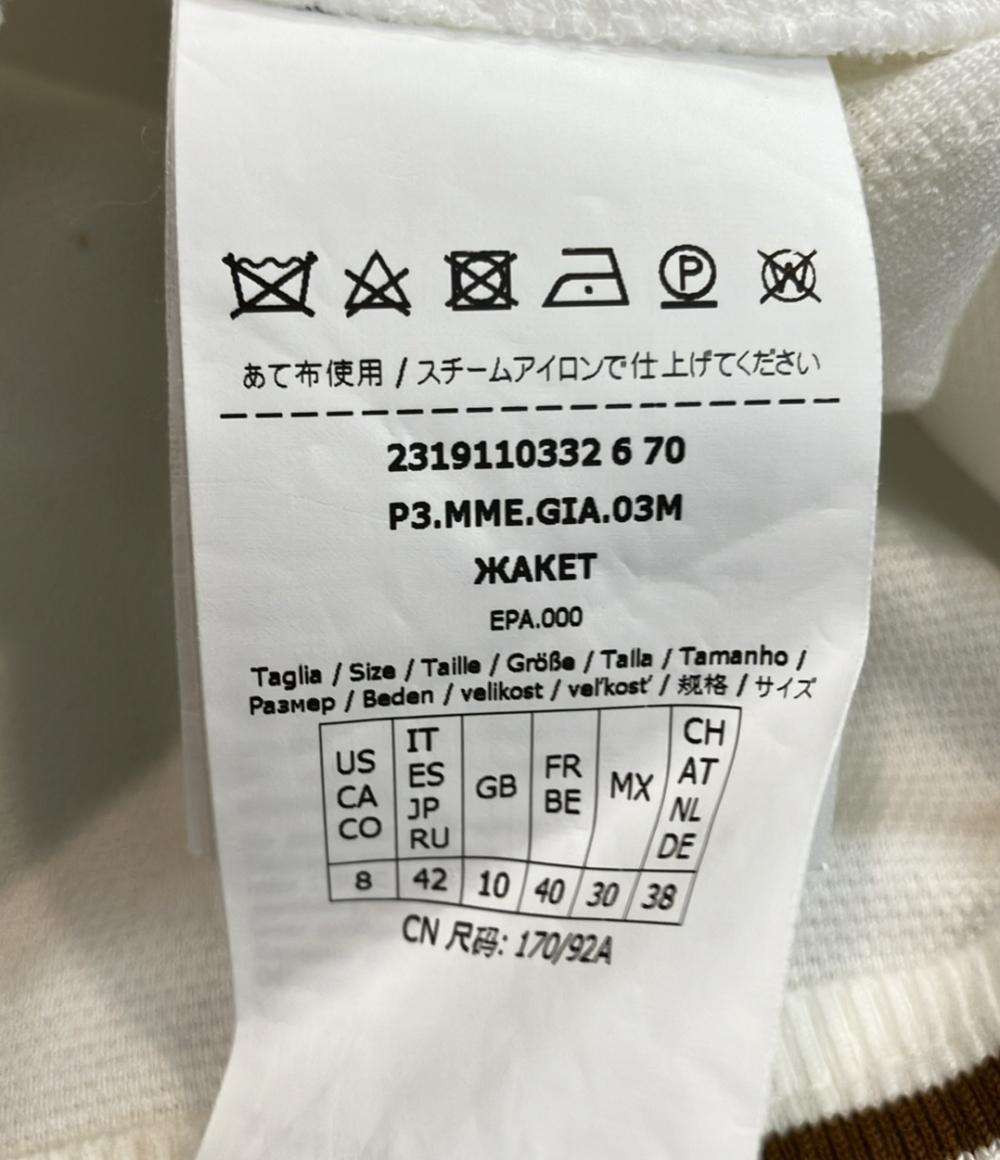 あて布使用 / スチームアイロンで仕上げてください
2319110332 6 70
P3.MME.GIA.03M
ЖАКЕТ
EPA.000
Taglia / Size / Taille / Größe / Talla / Tamanho /
Размер / Beden / velikost / veľkosť / 规格 / サイズ
US CA CO IT ES JP RU GB FR BE MX CH AT NL DE
8 42 10 40 30 38
CN 尺码: 170/92A